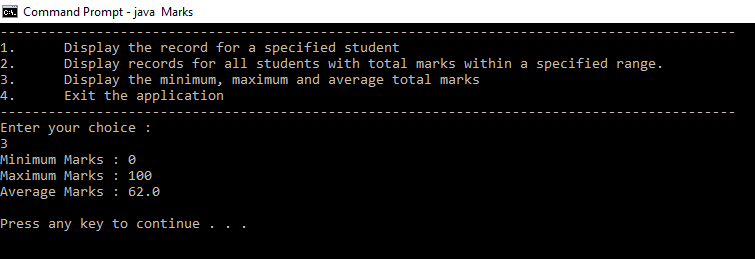 Command Prompt - java Marks
--------------------------------------------------------------------------------------------
1. Display the record for a specified student
2. Display records for all students with total marks within a specified range.
3. Display the minimum, maximum and average total marks
4. Exit the application
--------------------------------------------------------------------------------------------
Enter your choice :
3
Minimum Marks : 0
Maximum Marks : 100
Average Marks : 62.0
Press any key to continue . . .